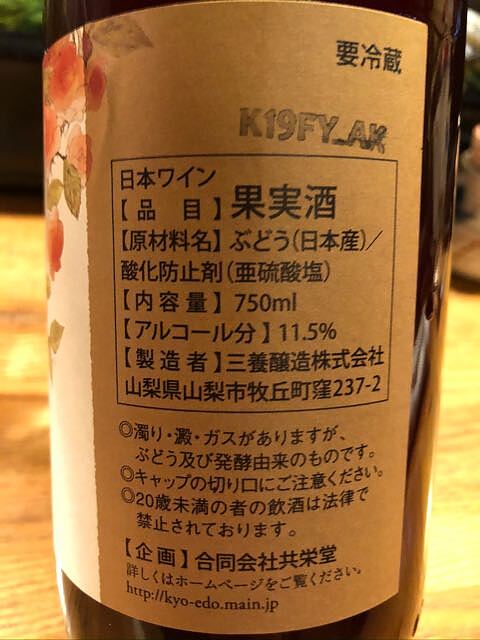 要冷蔵
K19FY_AK
日本ワイン
【品 目】果実酒
【原材料名】ぶどう(日本産)／
酸化防止剤(亜硫酸塩)
【内容量】750ml
【アルコール分】11.5%
【製造者】三養醸造株式会社
山梨県山梨市牧丘町窪237-2
◎濁り・澱・ガスがありますが、
ぶどう及び発酵由来のものです。
◎キャップの切り口にご注意ください。
◎20歳未満の者の飲酒は法律で
禁止されております。
【企画】合同会社共栄堂
詳しくはホームページをご覧ください。
http://kyo-edo.main.jp